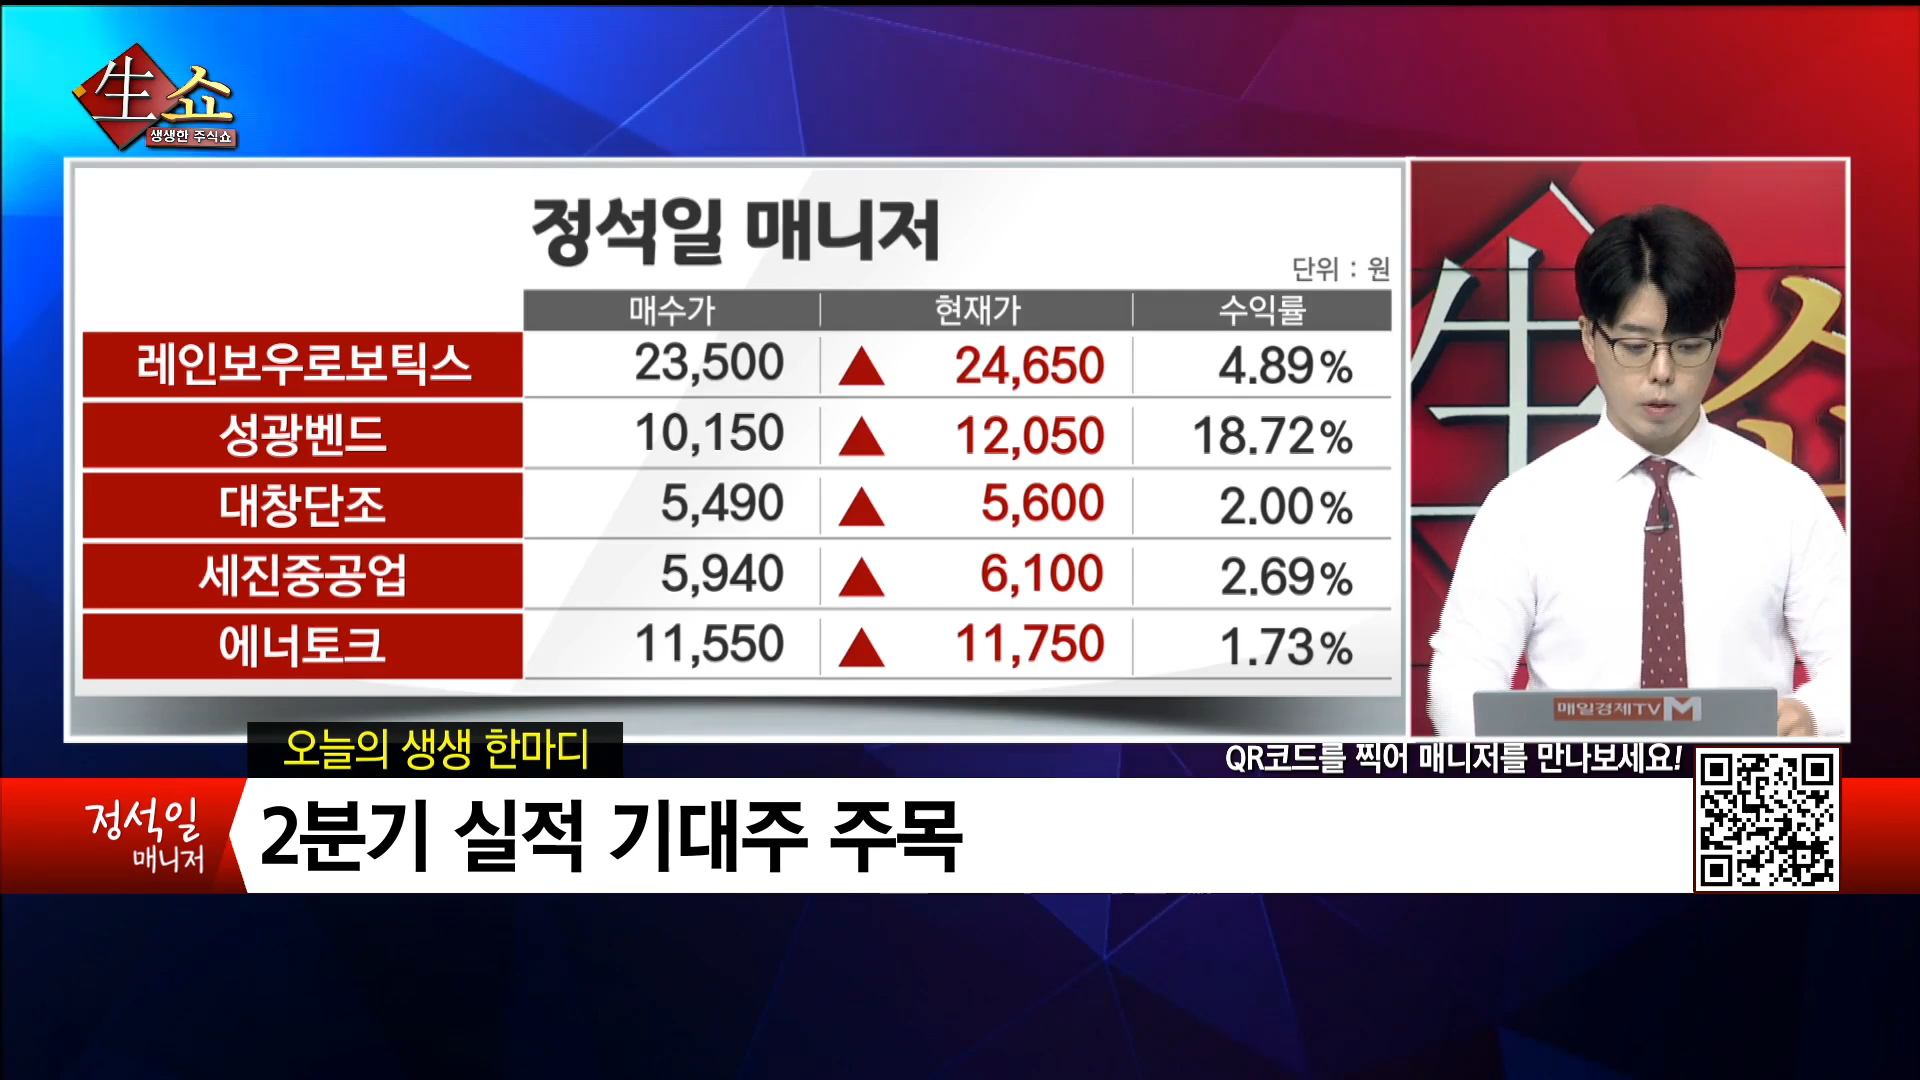 生쇼
생생한 주식쇼
정석일 매니저
단위 : 원
매수가 현재가 수익률
레인보우로보틱스 23,500 ▲ 24,650 4.89%
성광벤드 10,150 ▲ 12,050 18.72%
대창단조 5,490 ▲ 5,600 2.00%
세진중공업 5,940 ▲ 6,100 2.69%
에너토크 11,550 ▲ 11,750 1.73%
生쇼
매일경제TV M
오늘의 생생 한마디
QR코드를 찍어 매니저를 만나보세요!
정석일
매니저
2분기 실적 기대주 주목